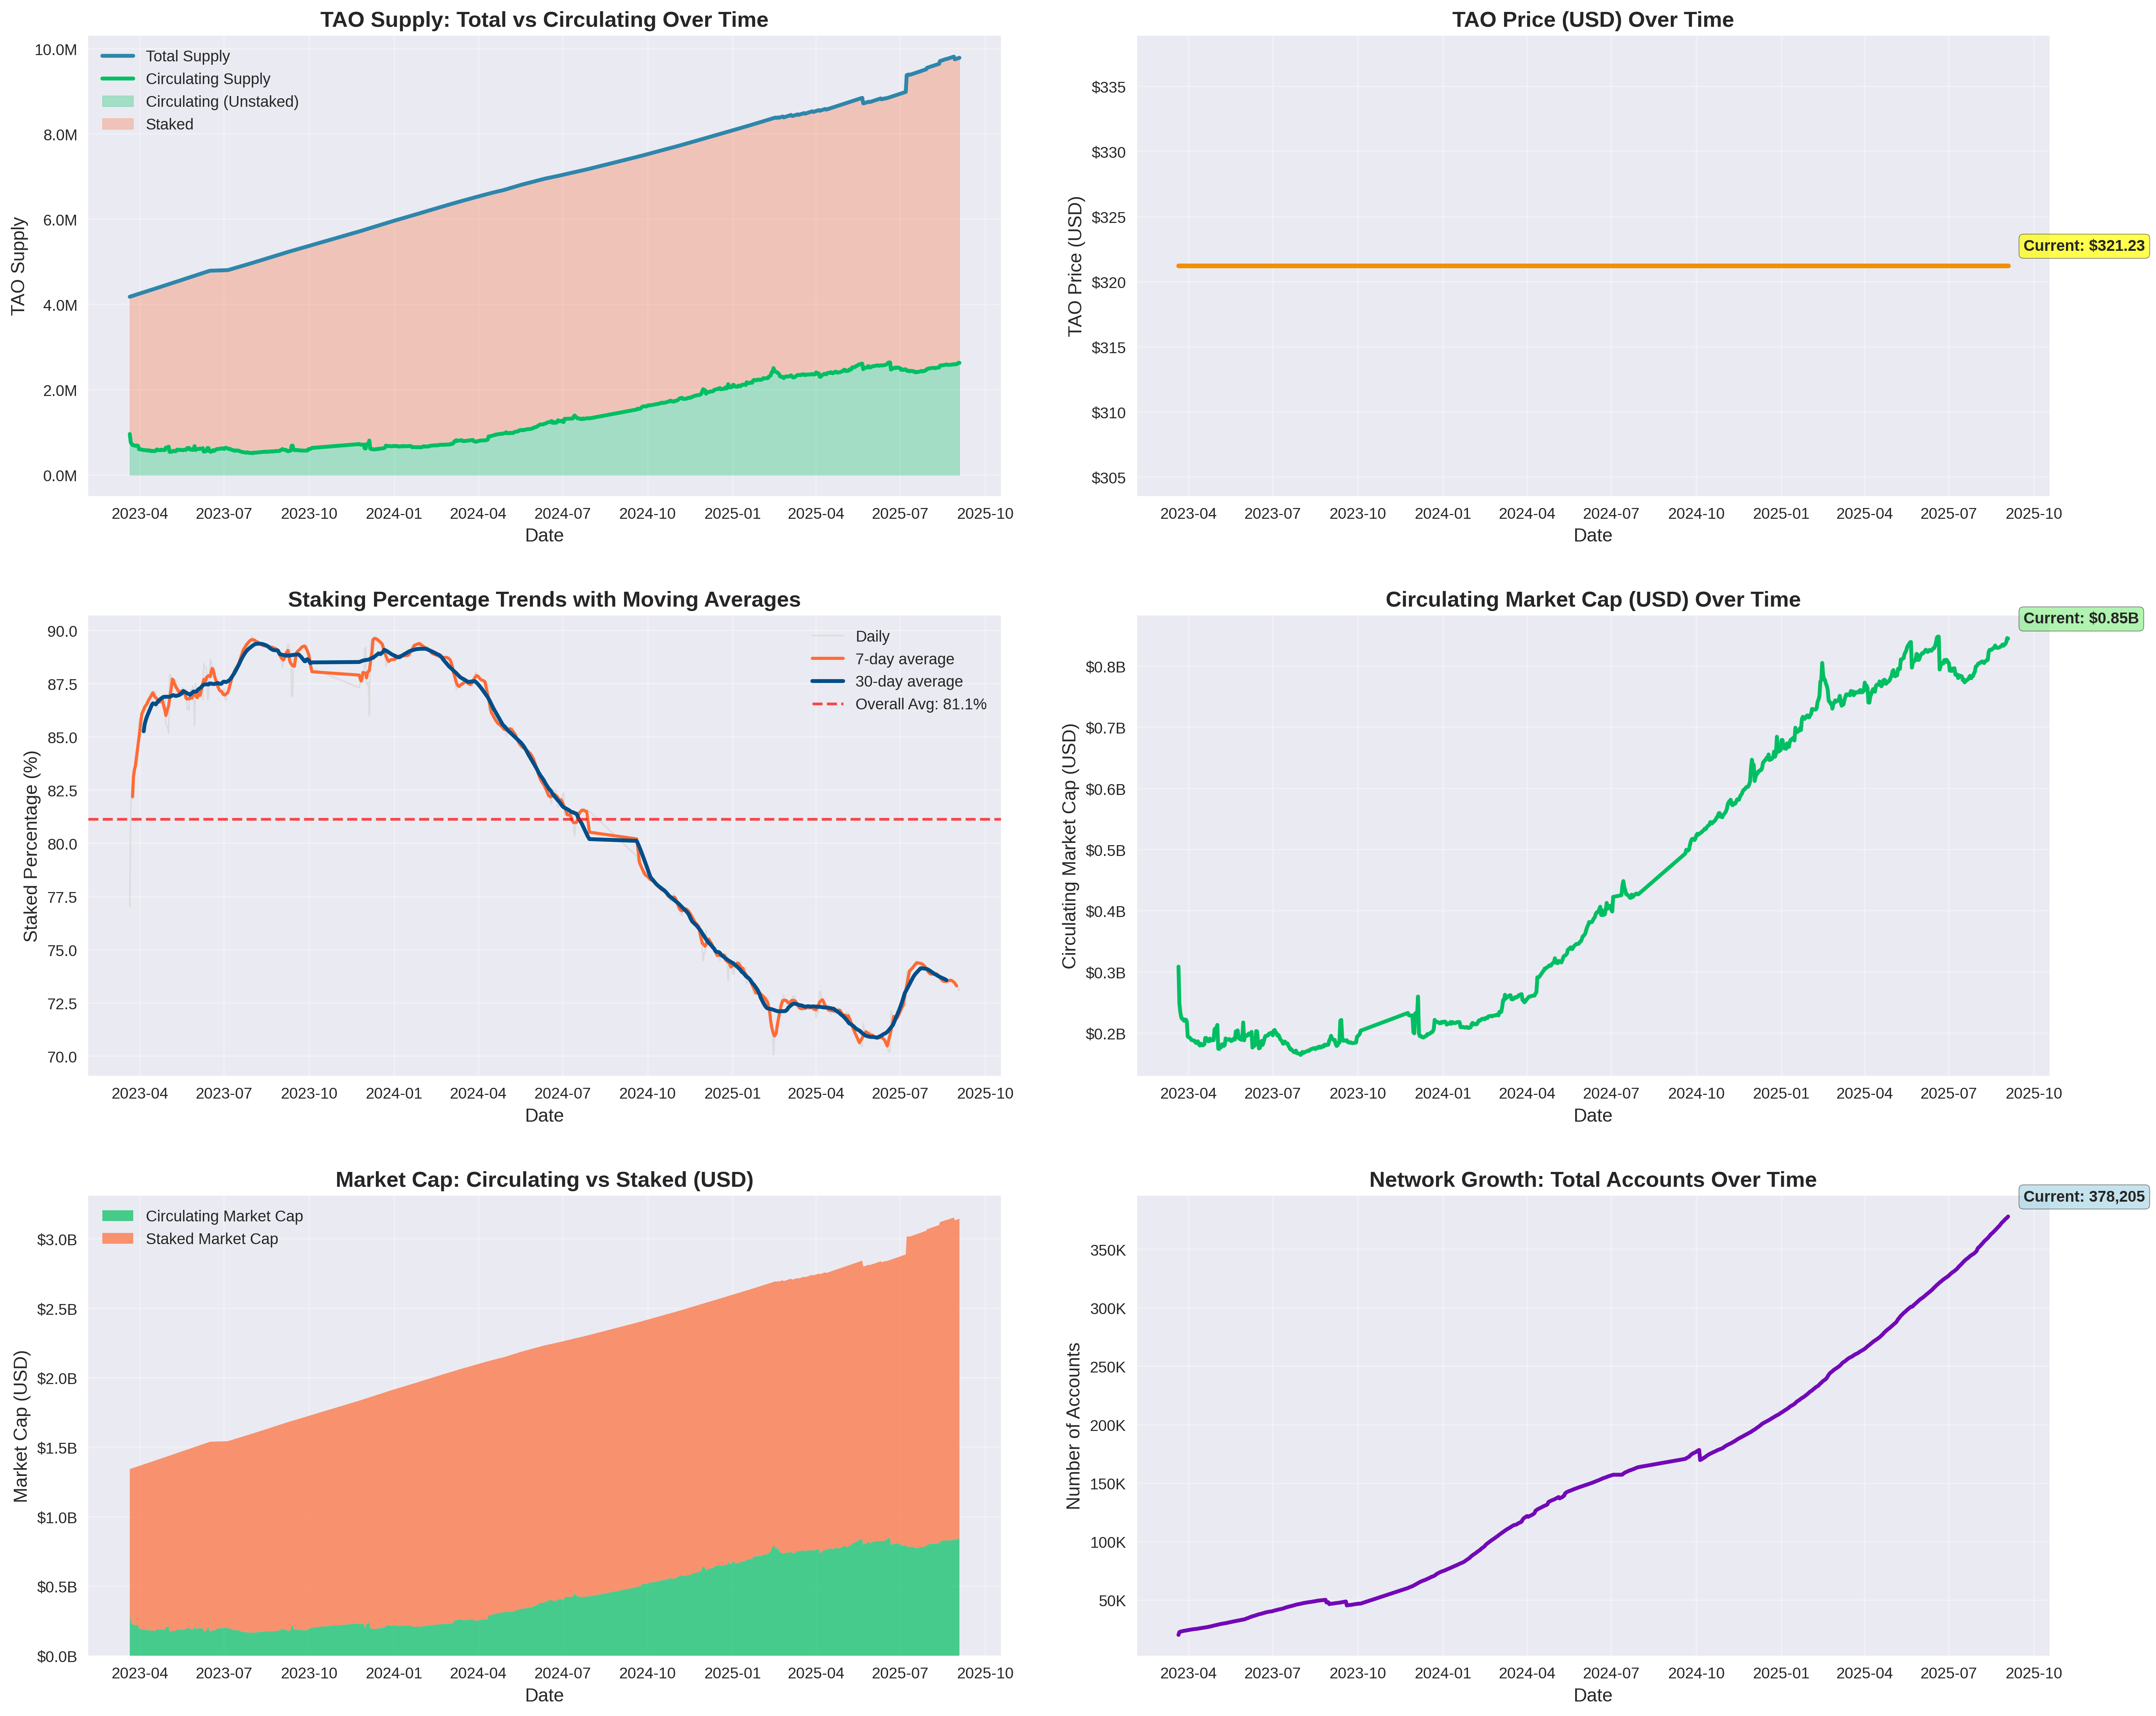 TAO Supply: Total vs Circulating Over Time
Total Supply
Circulating Supply
Circulating (Unstaked)
Staked
10.0M
8.0M
6.0M
4.0M
2.0M
0.0M
TAO Supply
2023-04 2023-07 2023-10 2024-01 2024-04 2024-07 2024-10 2025-01 2025-04 2025-07 2025-10
Date
TAO Price (USD) Over Time
$335
$330
$325
$320
$315
$310
$305
TAO Price (USD)
Current: $321.23
2023-04 2023-07 2023-10 2024-01 2024-04 2024-07 2024-10 2025-01 2025-04 2025-07 2025-10
Date
Staking Percentage Trends with Moving Averages
Daily
7-day average
30-day average
Overall Avg: 81.1%
90.0
87.5
85.0
82.5
80.0
77.5
75.0
72.5
70.0
Staked Percentage (%)
2023-04 2023-07 2023-10 2024-01 2024-04 2024-07 2024-10 2025-01 2025-04 2025-07 2025-10
Date
Circulating Market Cap (USD) Over Time
Current: $0.85B
$0.8B
$0.7B
$0.6B
$0.5B
$0.4B
$0.3B
$0.2B
Circulating Market Cap (USD)
2023-04 2023-07 2023-10 2024-01 2024-04 2024-07 2024-10 2025-01 2025-04 2025-07 2025-10
Date
Market Cap: Circulating vs Staked (USD)
Circulating Market Cap
Staked Market Cap
$3.0B
$2.5B
$2.0B
$1.5B
$1.0B
$0.5B
$0.0B
Market Cap (USD)
2023-04 2023-07 2023-10 2024-01 2024-04 2024-07 2024-10 2025-01 2025-04 2025-07 2025-10
Date
Network Growth: Total Accounts Over Time
Current: 378,205
350K
300K
250K
200K
150K
100K
50K
Number of Accounts
2023-04 2023-07 2023-10 2024-01 2024-04 2024-07 2024-10 2025-01 2025-04 2025-07 2025-10
Date